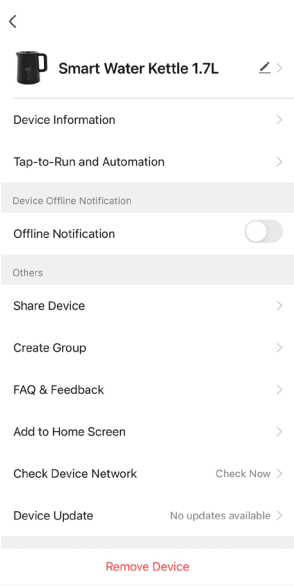 Smart Water Kettle 1.7L
Device Information
Tap-to-Run and Automation
Device Offline Notification
Offline Notification
Others
Share Device
Create Group
FAQ & Feedback
Add to Home Screen
Check Device Network Check Now
Device Update No updates available
Remove Device